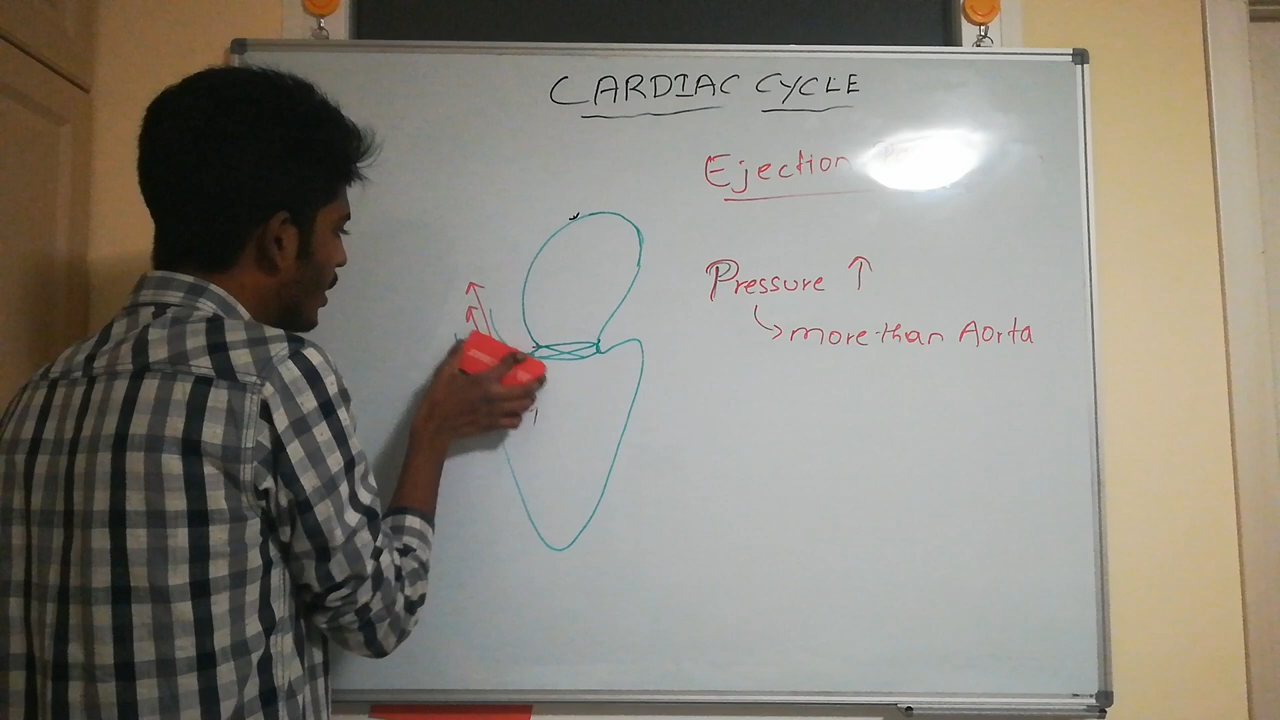 CARDIAC CYCLE
Ejection
Pressure ↑
↳ more than Aorta